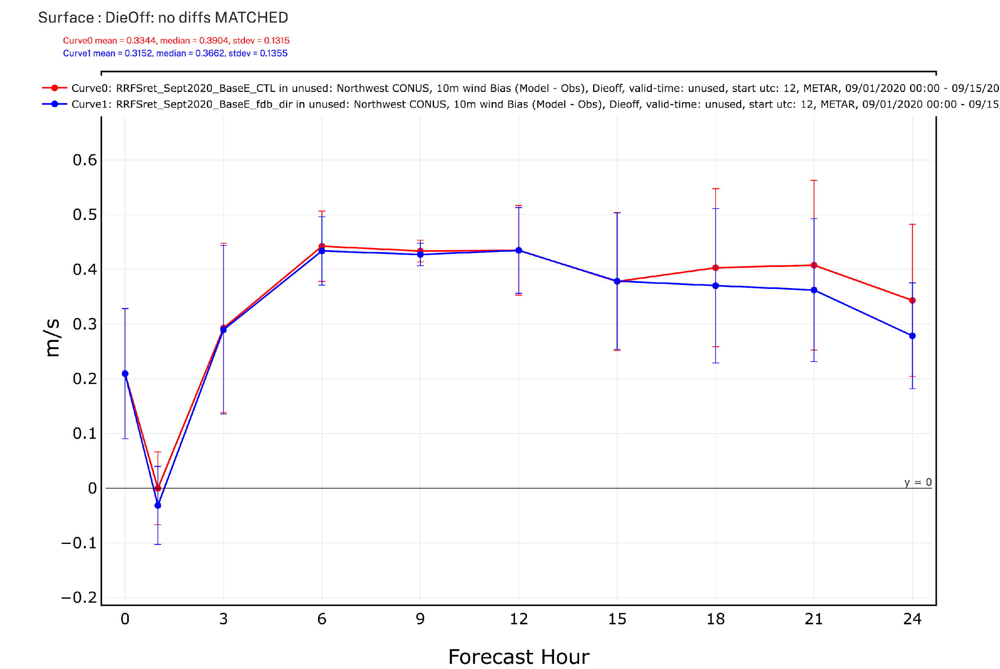 Surface : DieOff: no diffs MATCHED
Curve0 mean = 0.3344, median = 0.3904, stdev = 0.1315
Curve1 mean = 0.3152, median = 0.3662, stdev = 0.1355
Curve0: RRFSret_Sept2020_BaseE_CTL in unused: Northwest CONUS, 10m wind Bias (Model - Obs), Dieoff, valid-time: unused, start utc: 12, METAR, 09/01/2020 00:00 - 09/15/20
Curve1: RRFSret_Sept2020_BaseE_fdb_dir in unused: Northwest CONUS, 10m wind Bias (Model - Obs), Dieoff, valid-time: unused, start utc: 12, METAR, 09/01/2020 00:00 - 09/15
0.6
0.5
0.4
0.3
0.2
0.1
0
−0.1
−0.2
m/s
y = 0
0 3 6 9 12 15 18 21 24
Forecast Hour